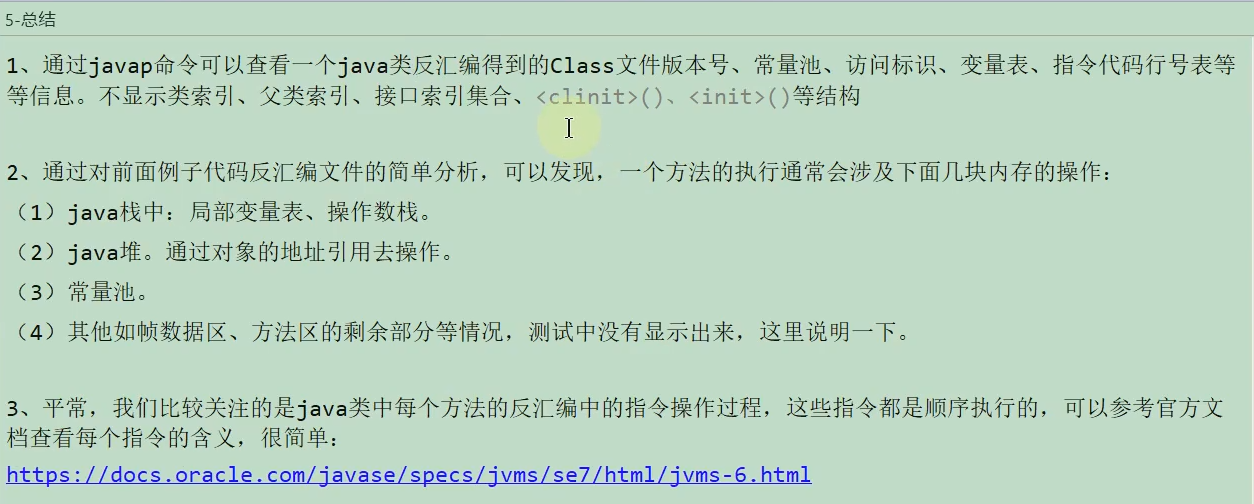 5-总结
1、通过javap命令可以查看一个java类反汇编得到的Class文件版本号、常量池、访问标识、变量表、指令代码行号表等
等信息。不显示类索引、父类索引、接口索引集合、<clinit>()、<init>()等结构
2、通过对前面例子代码反汇编文件的简单分析，可以发现，一个方法的执行通常会涉及下面几块内存的操作：
（1）java栈中：局部变量表、操作数栈。
（2）java堆。通过对象的地址引用去操作。
（3）常量池。
（4）其他如帧数据区、方法区的剩余部分等情况，测试中没有显示出来，这里说明一下。
3、平常，我们比较关注的是java类中每个方法的反汇编中的指令操作过程，这些指令都是顺序执行的，可以参考官方文
档查看每个指令的含义，很简单：
https://docs.oracle.com/javase/specs/jvms/se7/html/jvms-6.html